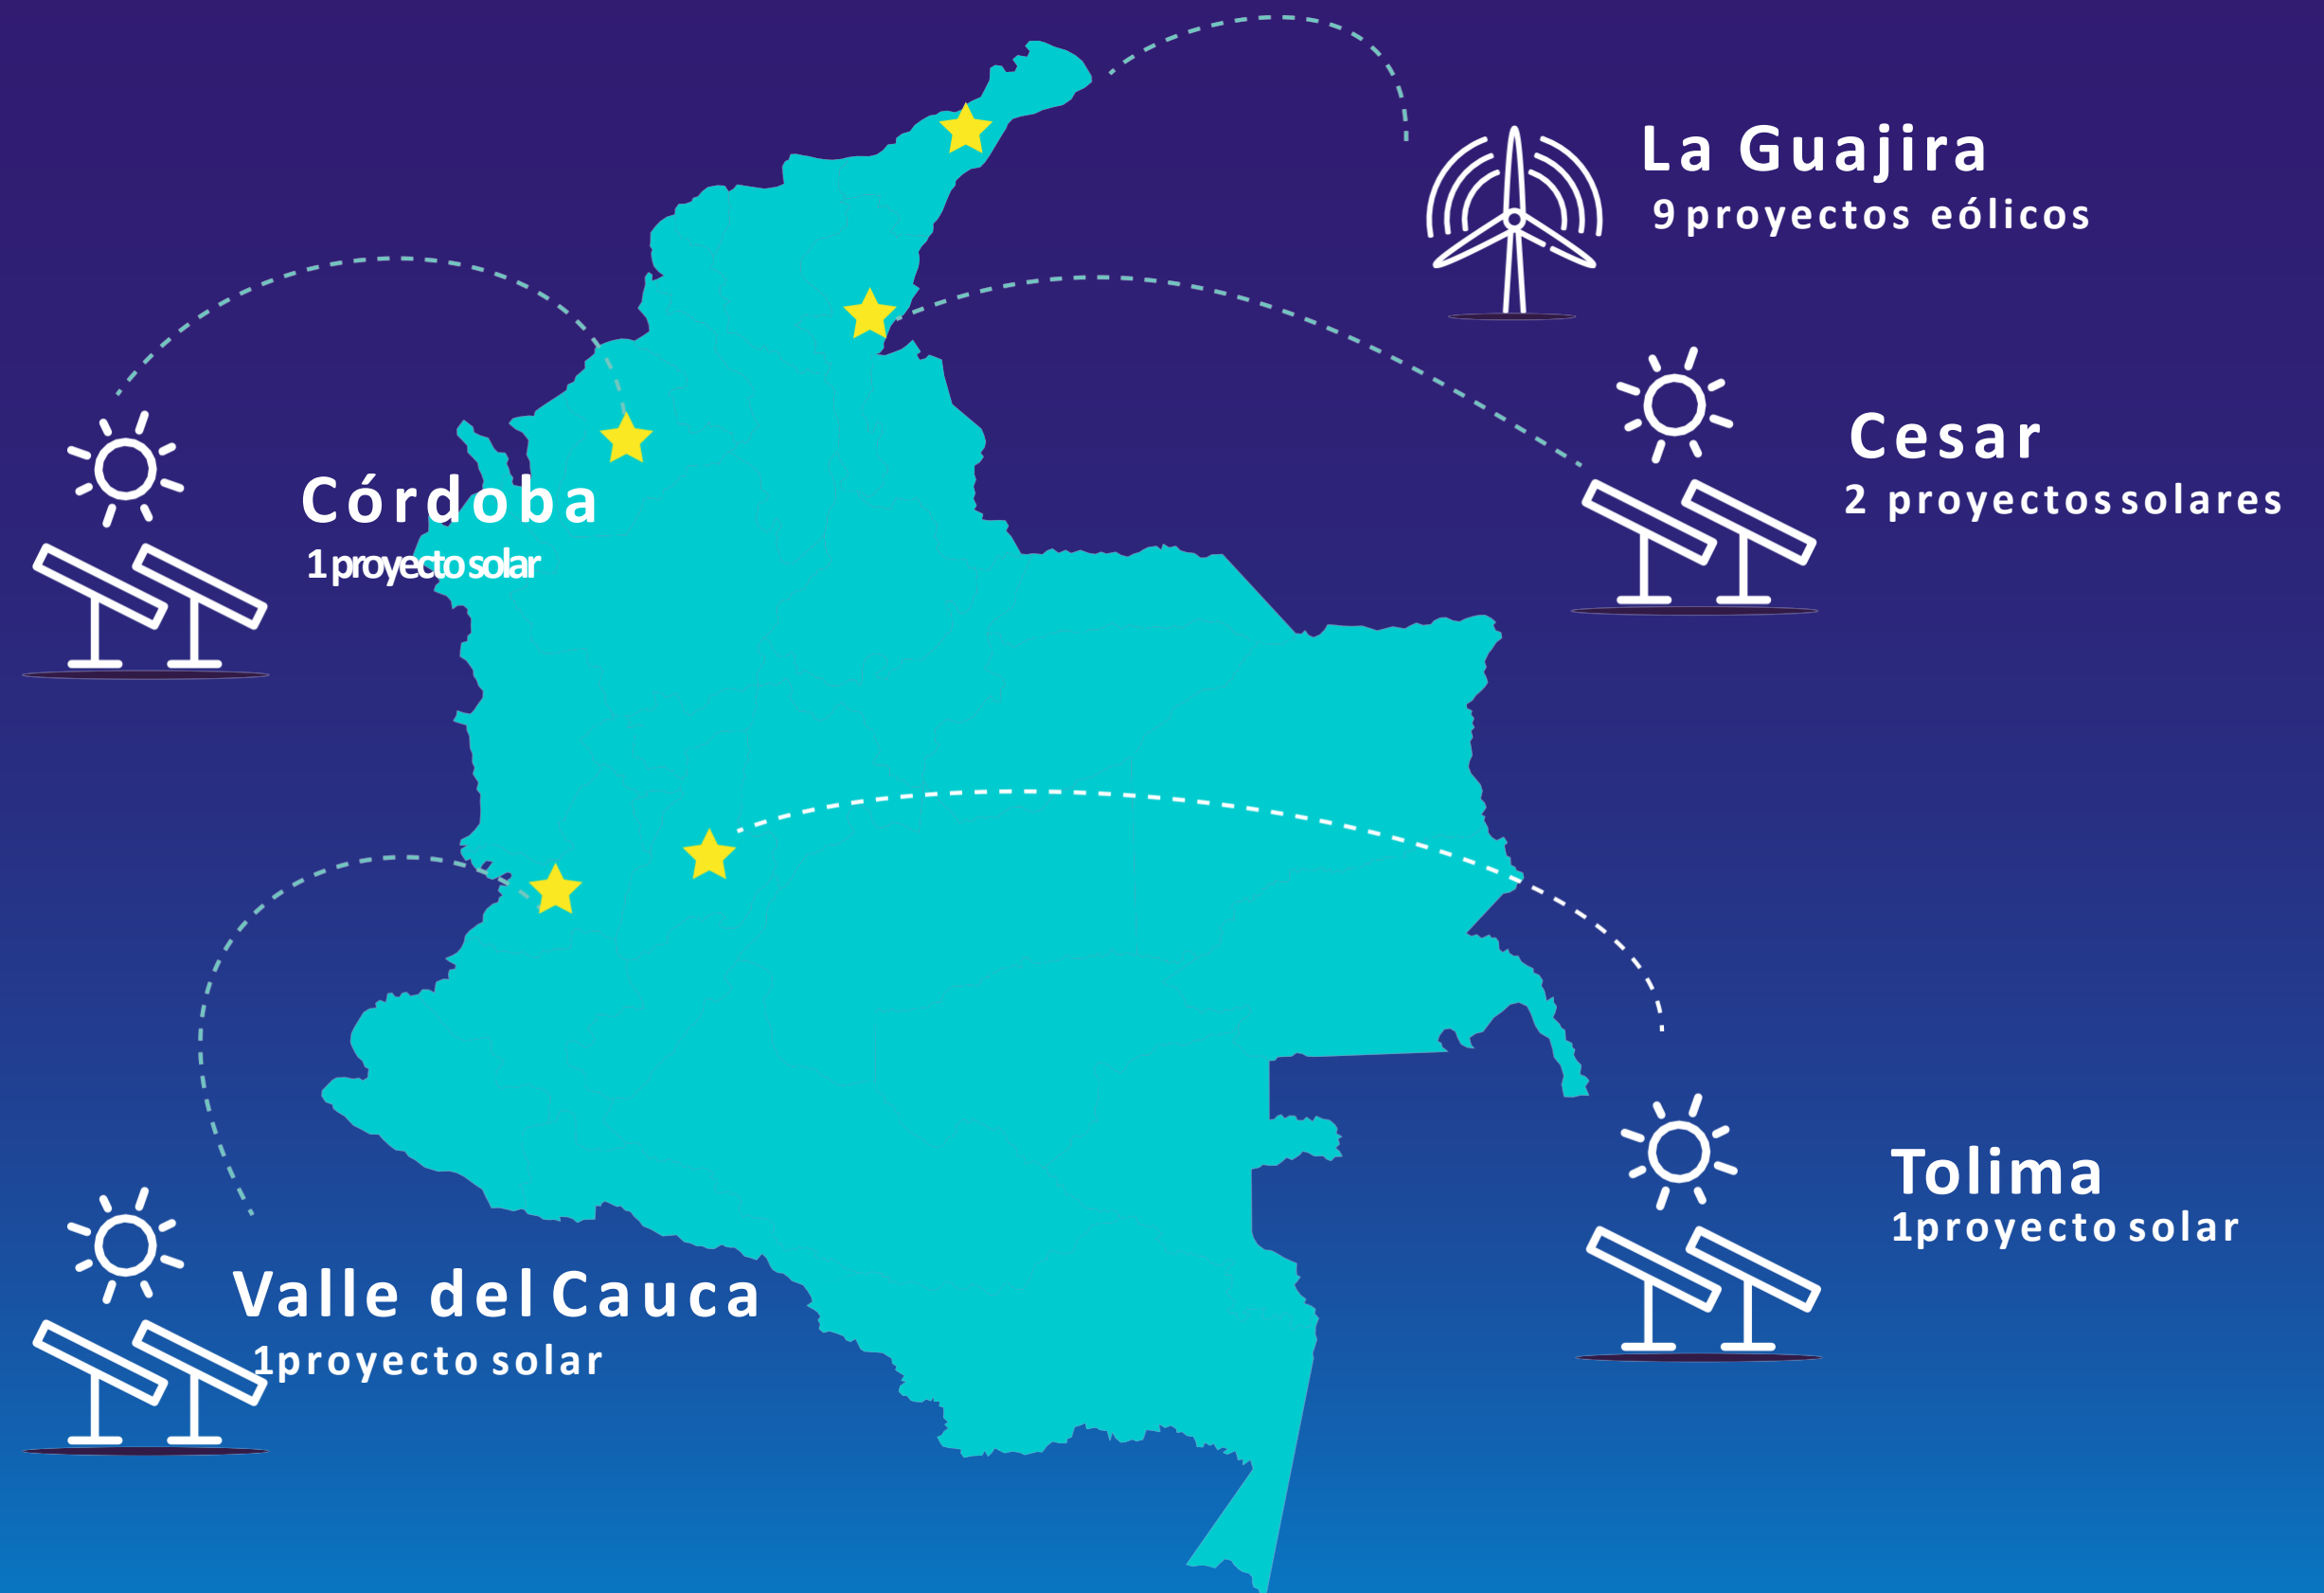 La Guajira
9 proyectos eólicos
Cesar
2 proyectos solares
Córdoba
1 proyecto solar
Tolima
1 proyecto solar
Valle del Cauca
1 proyecto solar